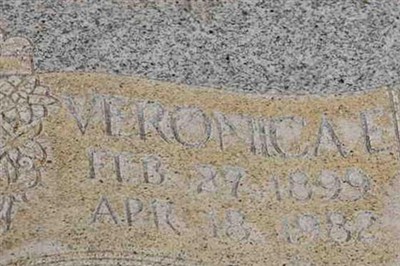 VERONICA E
FEB 27 1899
APR 18 1982